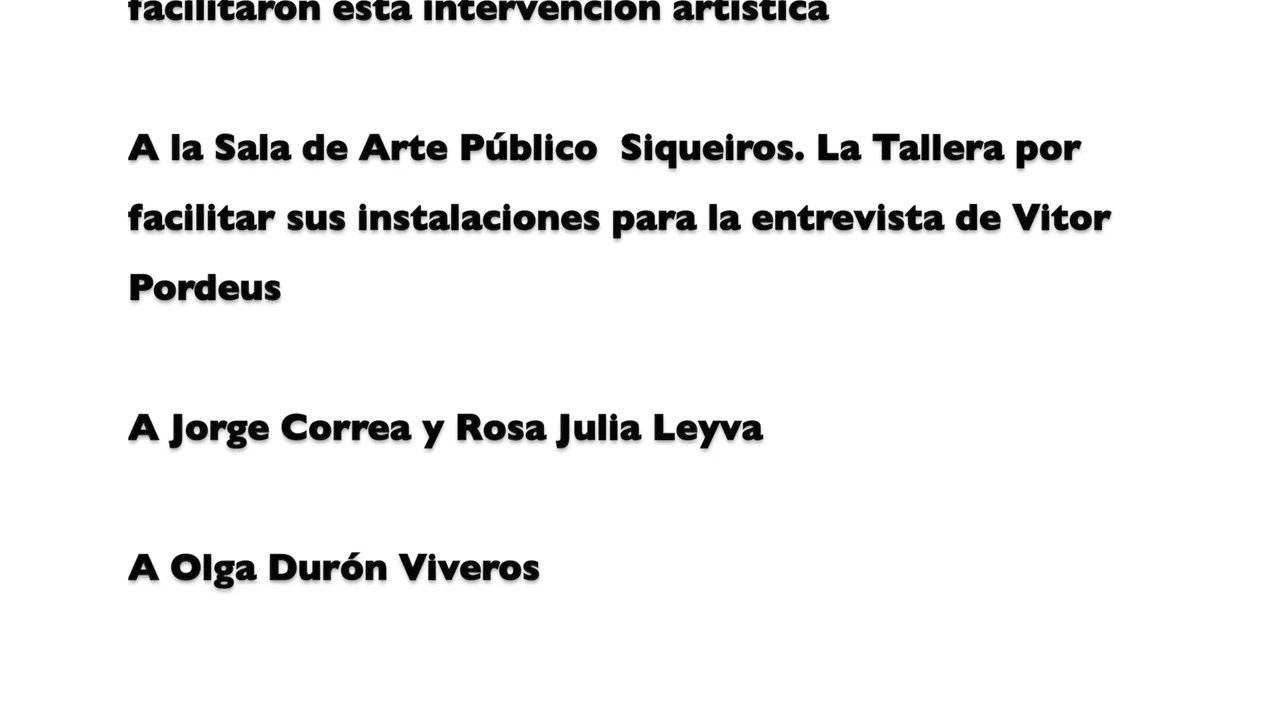 facilitaron esta intervención artística
A la Sala de Arte Público  Siqueiros. La Tallera por
facilitar sus instalaciones para la entrevista de Vitor
Pordeus
A Jorge Correa y Rosa Julia Leyva
A Olga Durón Viveros